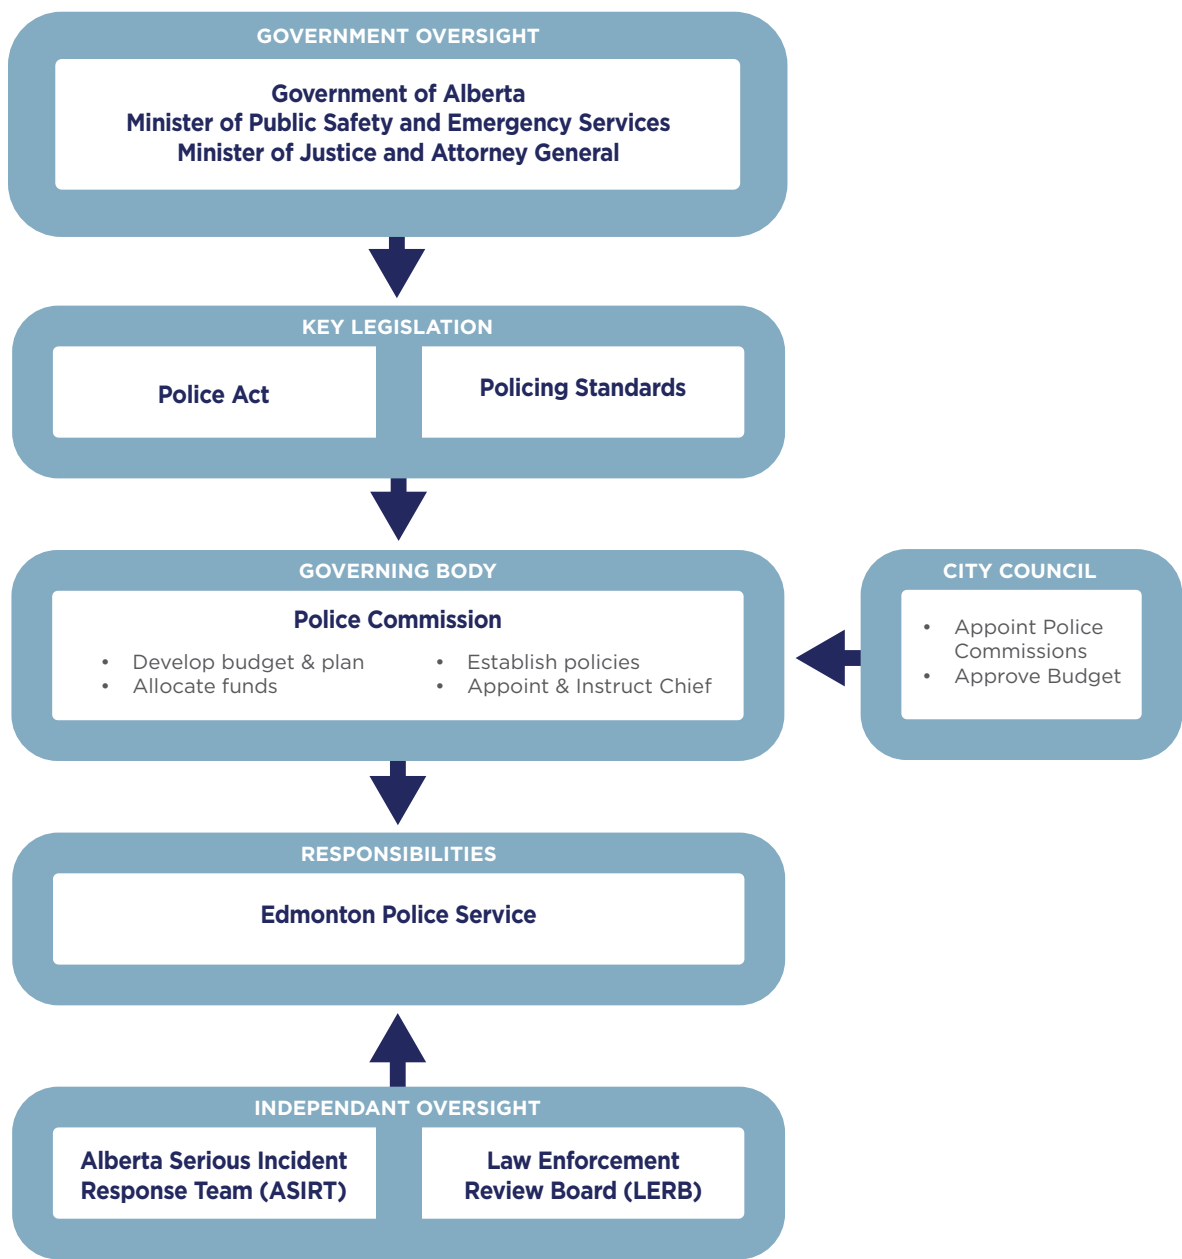 GOVERNMENT OVERSIGHT
Government of Alberta
Minister of Public Safety and Emergency Services
Minister of Justice and Attorney General
KEY LEGISLATION
Police Act
Policing Standards
GOVERNING BODY
Police Commission
• Develop budget & plan
• Allocate funds
• Establish policies
• Appoint & Instruct Chief
CITY COUNCIL
• Appoint Police
Commissions
• Approve Budget
RESPONSIBILITIES
Edmonton Police Service
INDEPENDANT OVERSIGHT
Alberta Serious Incident
Response Team (ASIRT)
Law Enforcement
Review Board (LERB)